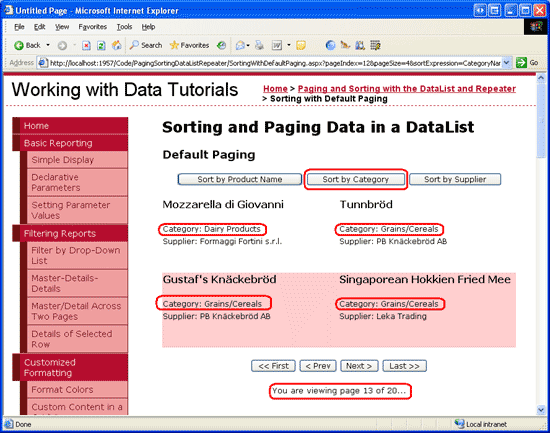 Untitled Page - Microsoft Internet Explorer
File Edit View Favorites Tools Help
Back Search Favorites
Address http://localhost:1957/Code/PagingSortingDataListRepeater/SortingWithDefaultPaging.aspx?pageIndex=12&pageSize=4&sortExpression=CategoryNa Go
Working with Data Tutorials
Home > Paging and Sorting with the DataList and Repeater
> Sorting with Default Paging
Home
Basic Reporting
Simple Display
Declarative
Parameters
Setting Parameter
Values
Filtering Reports
Filter by Drop-Down
List
Master-Details-
Details
Master/Detail Across
Two Pages
Details of Selected
Row
Customized
Formatting
Format Colors
Custom Content in a
Sorting and Paging Data in a DataList
Default Paging
Sort by Product Name Sort by Category Sort by Supplier
Mozzarella di Giovanni Tunnbröd
Category: Dairy Products Category: Grains/Cereals
Supplier: Formaggi Fortini s.r.l. Supplier: PB Knäckebröd AB
Gustaf's Knäckebröd Singaporean Hokkien Fried Mee
Category: Grains/Cereals Category: Grains/Cereals
Supplier: PB Knäckebröd AB Supplier: Leka Trading
<< First < Prev Next > Last >>
You are viewing page 13 of 20...
Done Local intranet